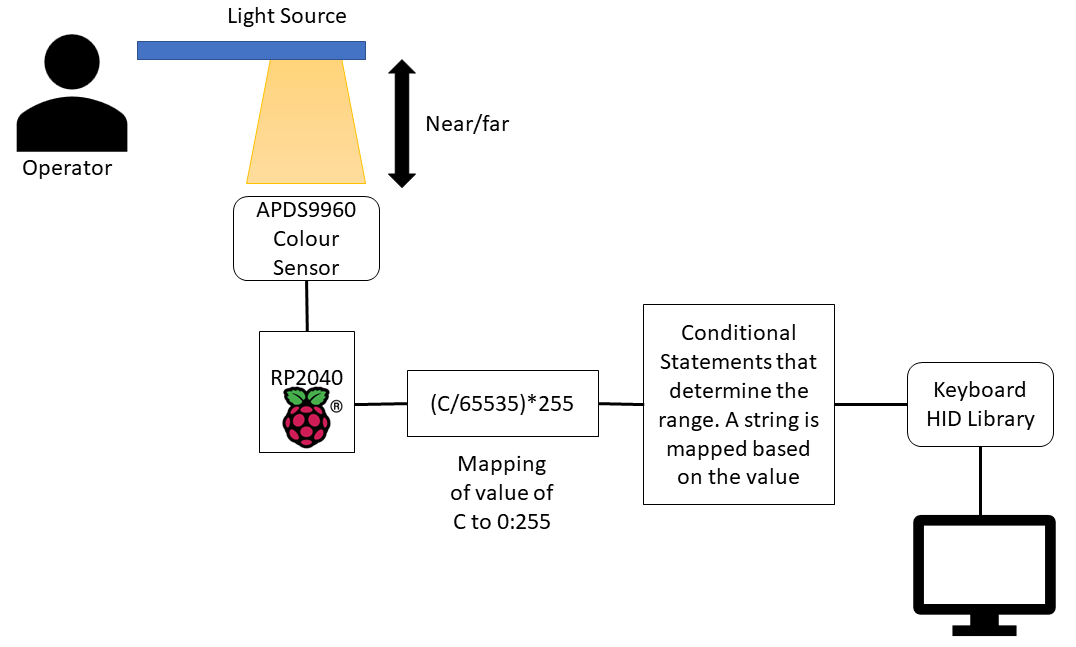 Light Source
Operator
Near/far
APDS9960
Colour
Sensor
RP2040
®
(C/65535)*255
Mapping
of value of
C to 0:255
Conditional
Statements that
determine the
range. A string is
mapped based
on the value
Keyboard
HID Library